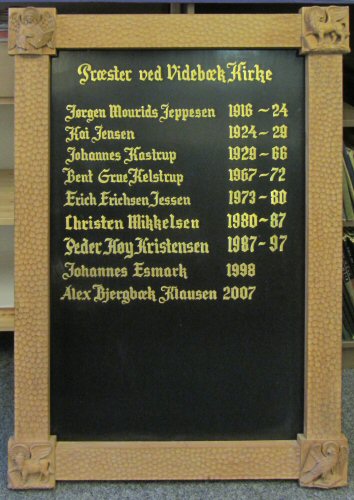 Præster ved Videbæk Kirke
Jørgen Mourids Jeppesen 1916 - 24
Kai Jensen 1924 - 29
Johannes Kastrup 1929 - 66
Bent Grue Kelstrup 1967 - 72
Erich Erichsen Jessen 1973 - 80
Christen Mikkelsen 1980 - 87
Peder Høy Kristensen 1987 - 97
Johannes Esmark 1998
Alex Bjergbæk Klausen 2007